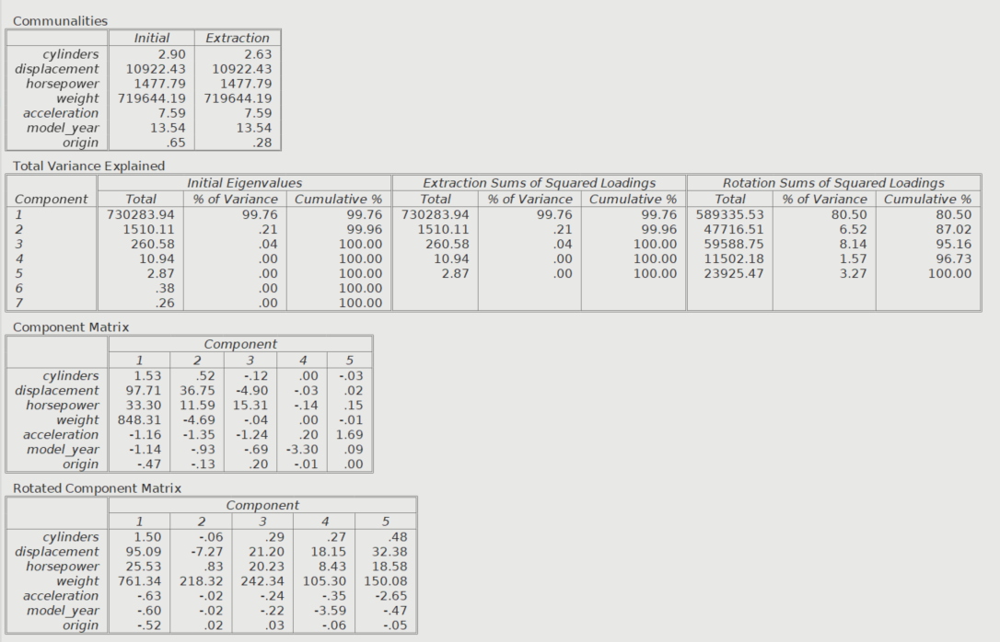 Communalities
Initial Extraction
cylinders 2.90 2.63
displacement 10922.43 10922.43
horsepower 1477.79 1477.79
weight 719644.19 719644.19
acceleration 7.59 7.59
model_year 13.54 13.54
origin .65 .28
Total Variance Explained
Initial Eigenvalues Extraction Sums of Squared Loadings Rotation Sums of Squared Loadings
Component Total % of Variance Cumulative % Total % of Variance Cumulative % Total % of Variance Cumulative %
1 730283.94 99.76 99.76 730283.94 99.76 99.76 589335.53 80.50 80.50
2 1510.11 .21 99.96 1510.11 .21 99.96 47716.51 6.52 87.02
3 260.58 .04 100.00 260.58 .04 100.00 59588.75 8.14 95.16
4 10.94 .00 100.00 10.94 .00 100.00 11502.18 1.57 96.73
5 2.87 .00 100.00 2.87 .00 100.00 23925.47 3.27 100.00
6 .38 .00 100.00
7 .26 .00 100.00
Component Matrix
Component
1 2 3 4 5
cylinders 1.53 .52 -.12 .00 -.03
displacement 97.71 36.75 -4.90 -.03 .02
horsepower 33.30 11.59 15.31 -.14 .15
weight 848.31 -4.69 -.04 .00 -.01
acceleration -1.16 -1.35 -1.24 .20 1.69
model_year -1.14 -.93 -.69 -3.30 .09
origin -.47 -.13 .20 -.01 .00
Rotated Component Matrix
Component
1 2 3 4 5
cylinders 1.50 -.06 .29 .27 .48
displacement 95.09 -7.27 21.20 18.15 32.38
horsepower 25.53 .83 20.23 8.43 18.58
weight 761.34 218.32 242.34 105.30 150.08
acceleration -.63 -.02 -.24 -.35 -2.65
model_year -.60 -.02 -.22 -3.59 -.47
origin -.52 .02 .03 -.06 -.05